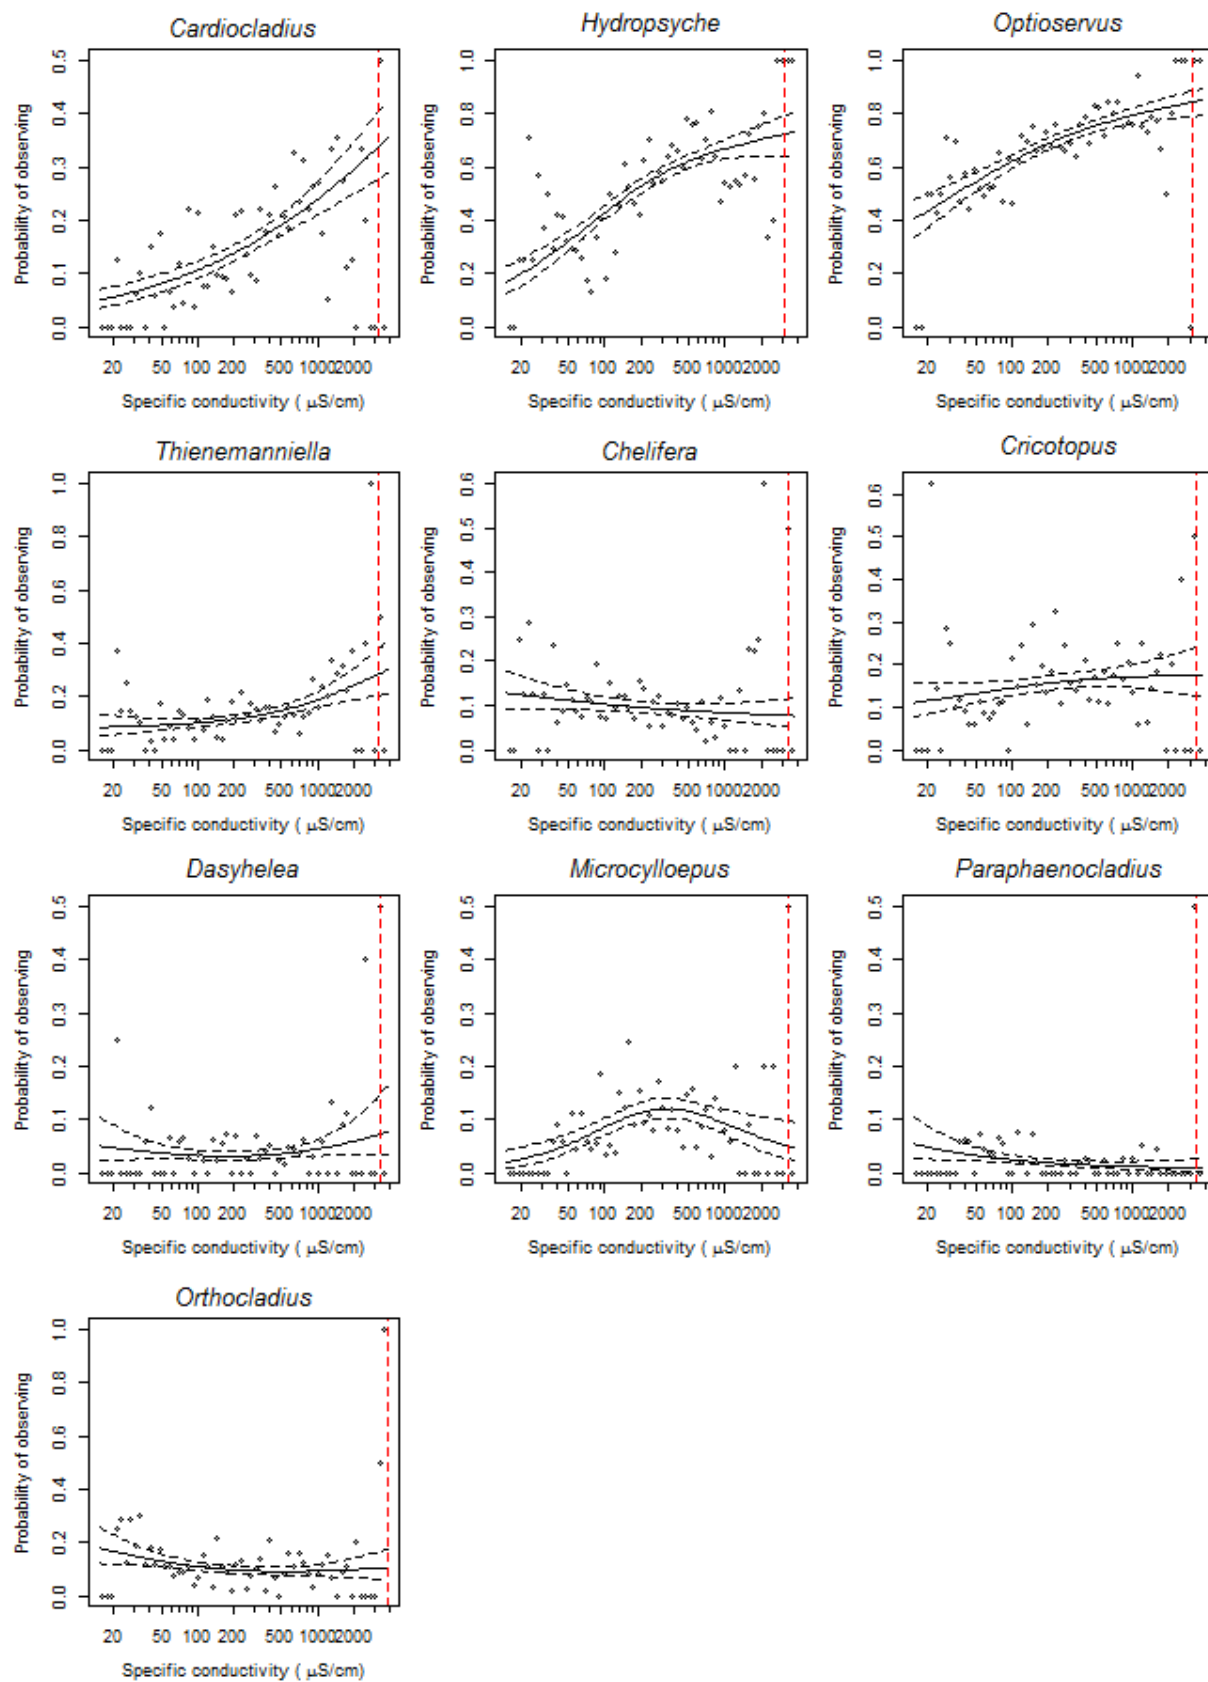 Cardiocladius
Hydropsyche
Optioservus
Probability of observing
0.0 0.1 0.2 0.3 0.4 0.5
20 50 100 200 500 1000 2000
Specific conductivity ( μS/cm)
Probability of observing
0.0 0.2 0.4 0.6 0.8 1.0
20 50 100 200 500 1000 2000
Specific conductivity ( μS/cm)
Probability of observing
0.0 0.2 0.4 0.6 0.8 1.0
20 50 100 200 500 1000 2000
Specific conductivity ( μS/cm)
Thienemanniella
Chelifera
Cricotopus
Probability of observing
0.0 0.2 0.4 0.6 0.8 1.0
20 50 100 200 500 1000 2000
Specific conductivity ( μS/cm)
Probability of observing
0.0 0.1 0.2 0.3 0.4 0.5 0.6
20 50 100 200 500 1000 2000
Specific conductivity ( μS/cm)
Probability of observing
0.0 0.1 0.2 0.3 0.4 0.5 0.6
20 50 100 200 500 1000 2000
Specific conductivity ( μS/cm)
Dasyhelea
Microcylloepus
Paraphaenocladius
Probability of observing
0.0 0.1 0.2 0.3 0.4 0.5
20 50 100 200 500 1000 2000
Specific conductivity ( μS/cm)
Probability of observing
0.0 0.1 0.2 0.3 0.4 0.5
20 50 100 200 500 1000 2000
Specific conductivity ( μS/cm)
Probability of observing
0.0 0.1 0.2 0.3 0.4 0.5
20 50 100 200 500 1000 2000
Specific conductivity ( μS/cm)
Orthocladius
Probability of observing
0.0 0.2 0.4 0.6 0.8 1.0
20 50 100 200 500 1000 2000
Specific conductivity ( μS/cm)